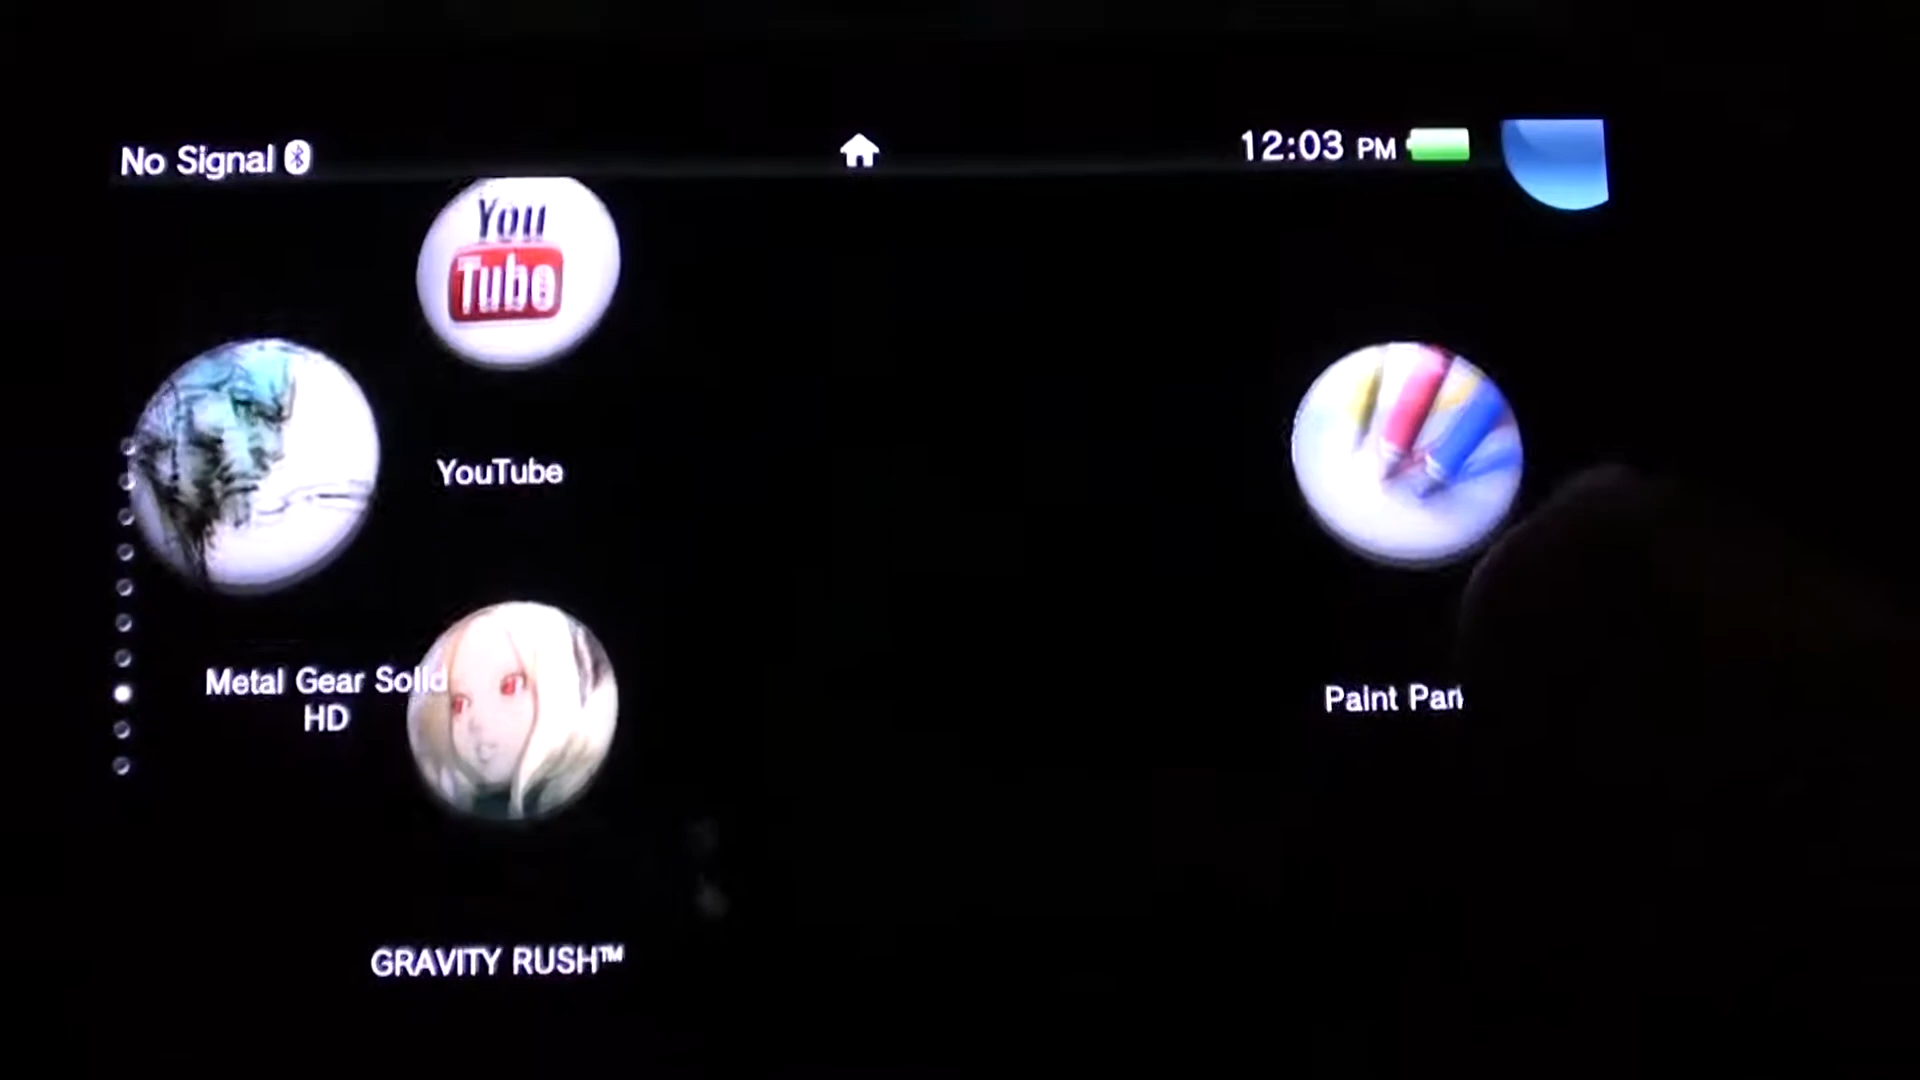 No Signal
12:03 PM
You
Tube
YouTube
Metal Gear Solid
HD
Paint Par
GRAVITY RUSH™